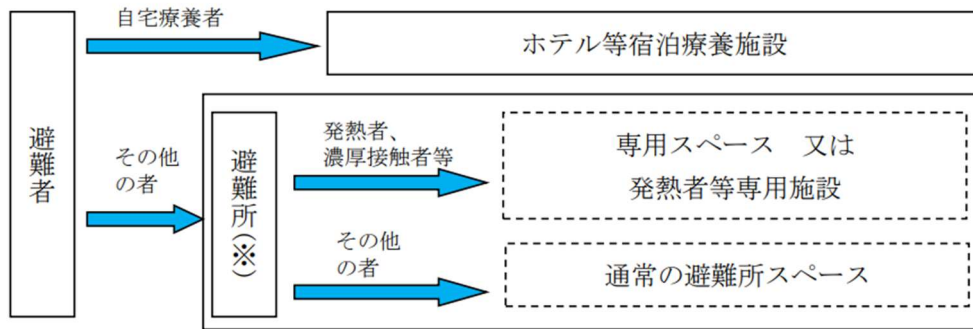 自宅療養者
ホテル等宿泊療養施設
避難者
その他
の者
避難所(※)
発熱者、
濃厚接触者等
専用スペース　又は
発熱者等専用施設
その他
の者
通常の避難所スペース